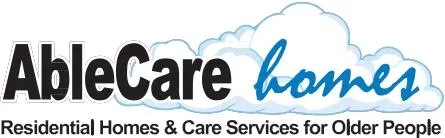 AbleCare homes
Residential Homes & Care Services for Older People